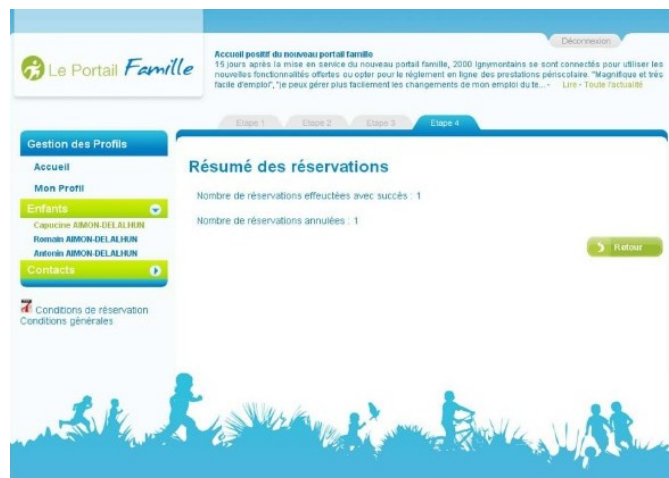 Déconnexion
Le Portail Famille
Accueil positif du nouveau portail famille
15 jours après la mise en service du nouveau portail famille, 2000 Ignymontains se sont connectés pour utiliser les
nouvelles fonctionnalités offertes ou opter pour le règlement en ligne des prestations périscolaire. "Magnifique et très
facile d'emploi", "je peux gérer plus facilement les changements de mon emploi du te...- Lire - Toute l'actualité
Etape 1 Etape 2 Etape 3 Etape 4
Gestion des Profils
Accueil
Mon Profil
Enfants
Capucine AIMON-DELALHUN
Romain AIMON-DELALHUN
Antonin AIMON-DELALHUN
Contacts
Conditions de réservation
Conditions générales
Résumé des réservations
Nombre de réservations effeuctées avec succès : 1
Nombre de réservations annulées : 1
Retour